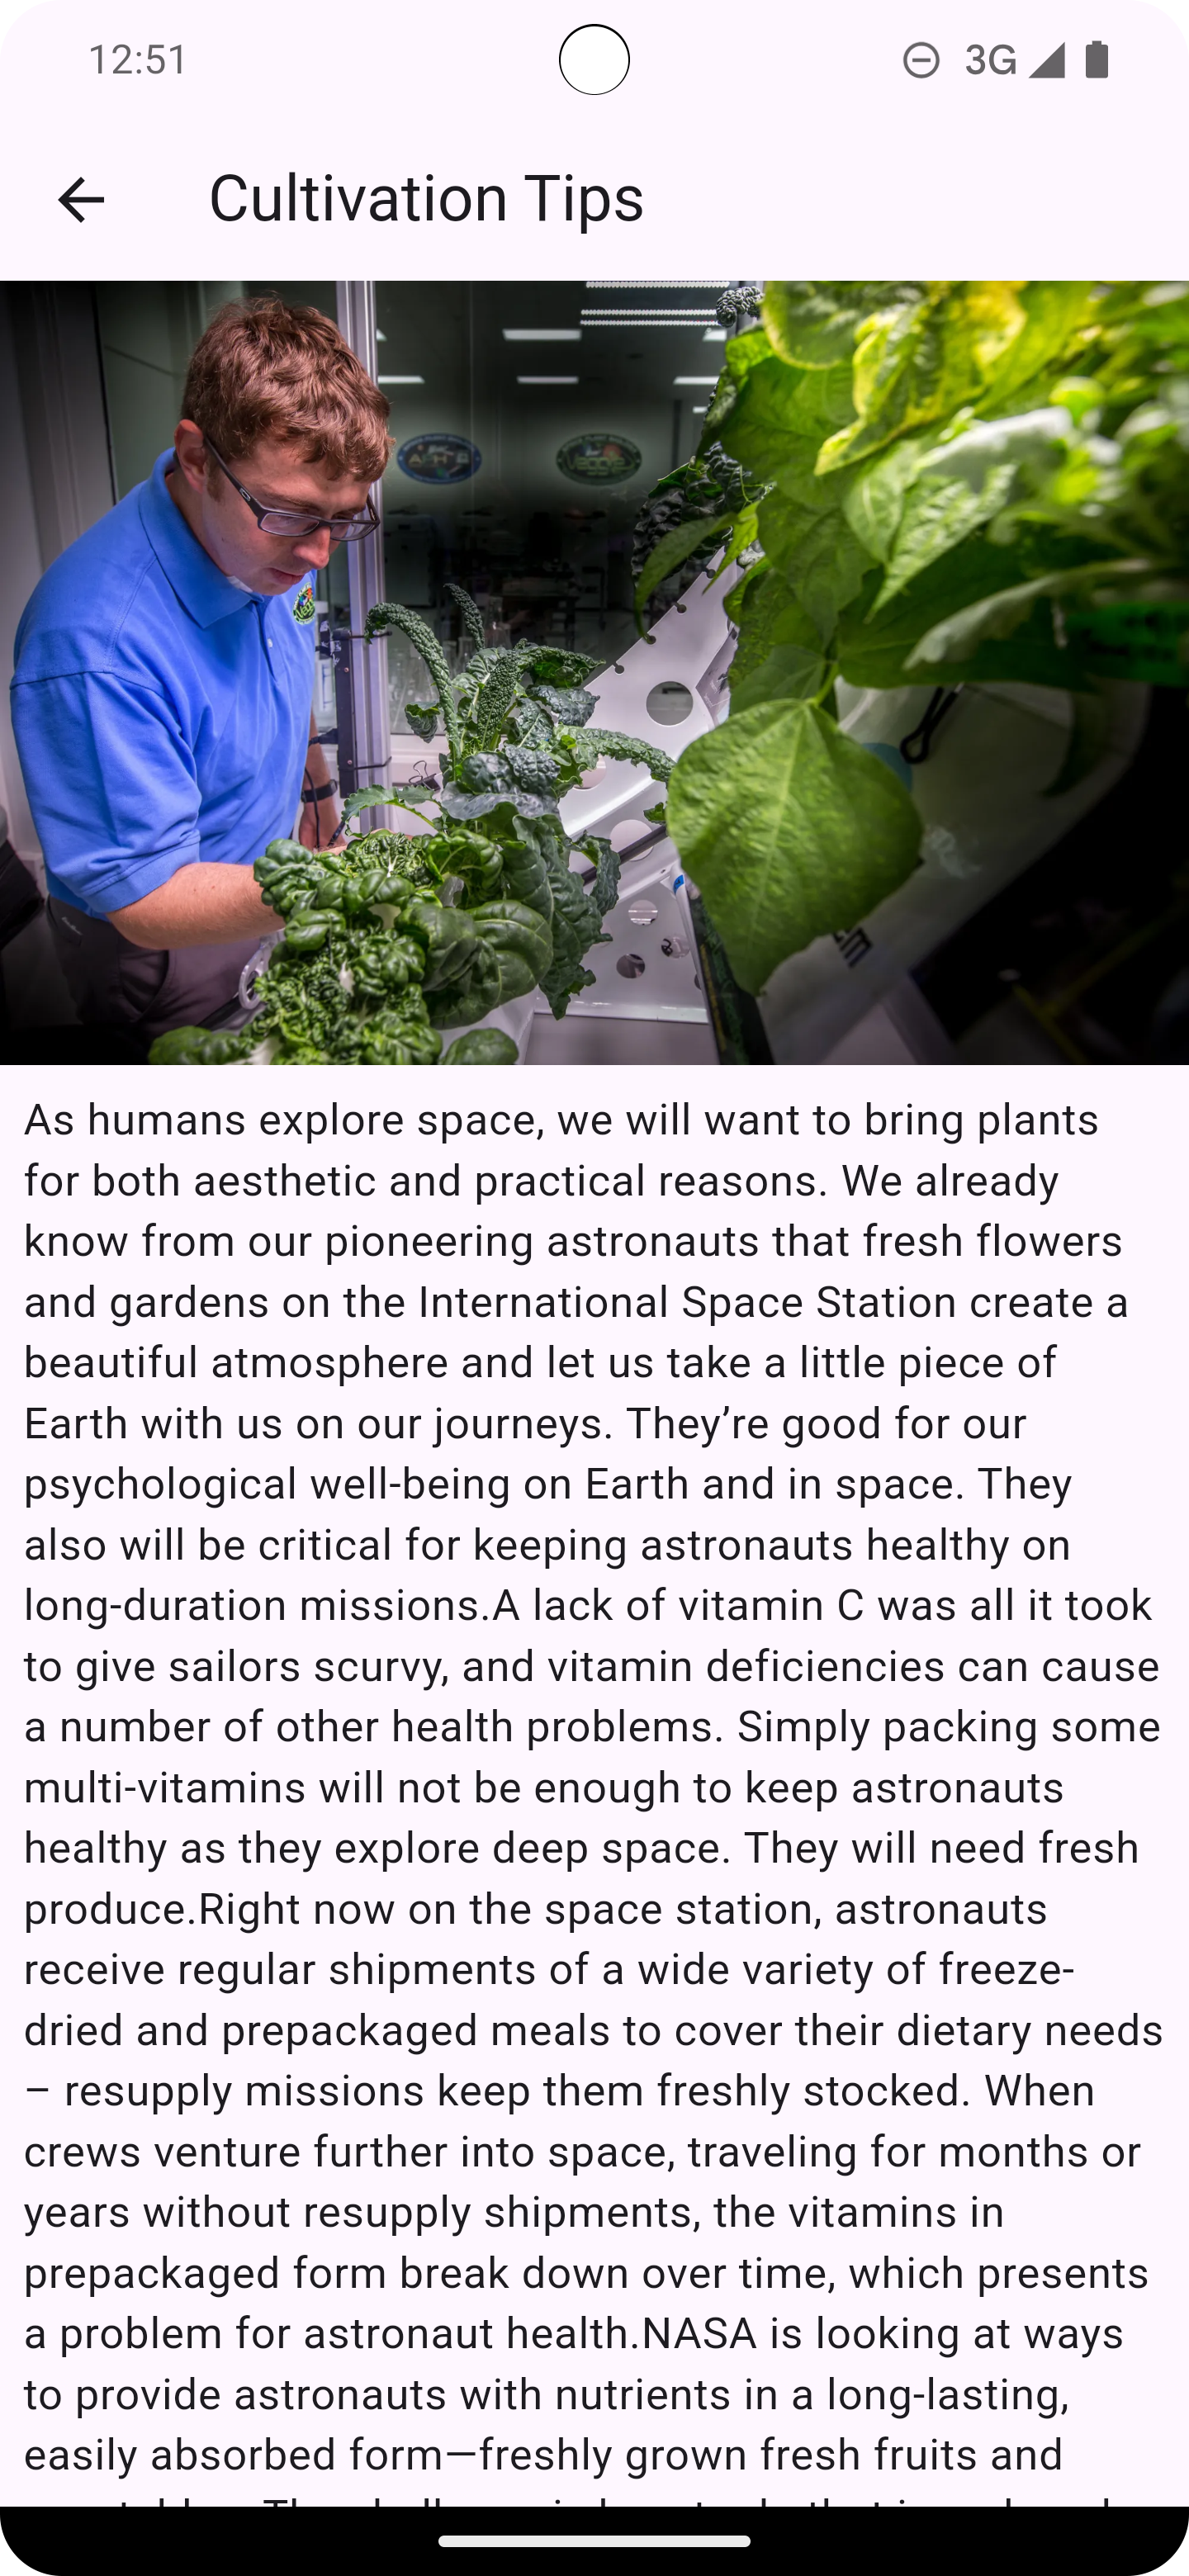 12:51
3G
Cultivation Tips
As humans explore space, we will want to bring plants
for both aesthetic and practical reasons. We already
know from our pioneering astronauts that fresh flowers
and gardens on the International Space Station create a
beautiful atmosphere and let us take a little piece of
Earth with us on our journeys. They’re good for our
psychological well-being on Earth and in space. They
also will be critical for keeping astronauts healthy on
long-duration missions.A lack of vitamin C was all it took
to give sailors scurvy, and vitamin deficiencies can cause
a number of other health problems. Simply packing some
multi-vitamins will not be enough to keep astronauts
healthy as they explore deep space. They will need fresh
produce.Right now on the space station, astronauts
receive regular shipments of a wide variety of freeze-
dried and prepackaged meals to cover their dietary needs
– resupply missions keep them freshly stocked. When
crews venture further into space, traveling for months or
years without resupply shipments, the vitamins in
prepackaged form break down over time, which presents
a problem for astronaut health.NASA is looking at ways
to provide astronauts with nutrients in a long-lasting,
easily absorbed form—freshly grown fresh fruits and